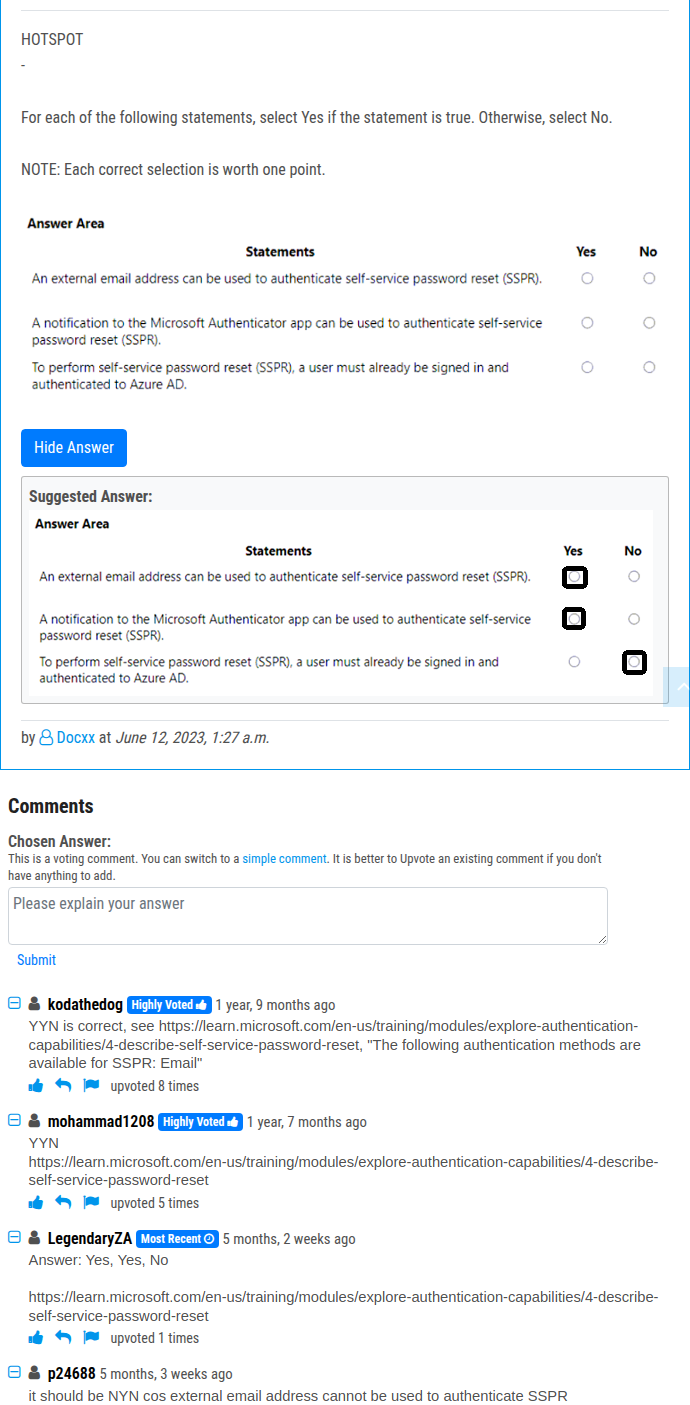 HOTSPOT
-
For each of the following statements, select Yes if the statement is true. Otherwise, select No.
NOTE: Each correct selection is worth one point.
Answer Area
Statements Yes No
An external email address can be used to authenticate self-service password reset (SSPR).
A notification to the Microsoft Authenticator app can be used to authenticate self-service
password reset (SSPR).
To perform self-service password reset (SSPR), a user must already be signed in and
authenticated to Azure AD.
Hide Answer
Suggested Answer:
Answer Area
Statements Yes No
An external email address can be used to authenticate self-service password reset (SSPR).
A notification to the Microsoft Authenticator app can be used to authenticate self-service
password reset (SSPR).
To perform self-service password reset (SSPR), a user must already be signed in and
authenticated to Azure AD.
by Docxx at June 12, 2023, 1:27 a.m.
Comments
Chosen Answer:
This is a voting comment. You can switch to a simple comment. It is better to Upvote an existing comment if you don't
have anything to add.
Please explain your answer
Submit
kodathedog Highly Voted 1 year, 9 months ago
YYN is correct, see https://learn.microsoft.com/en-us/training/modules/explore-authentication-
capabilities/4-describe-self-service-password-reset, "The following authentication methods are
available for SSPR: Email"
upvoted 8 times
mohammad1208 Highly Voted 1 year, 7 months ago
YYN
https://learn.microsoft.com/en-us/training/modules/explore-authentication-capabilities/4-describe-
self-service-password-reset
upvoted 5 times
LegendaryZA Most Recent 5 months, 2 weeks ago
Answer: Yes, Yes, No
https://learn.microsoft.com/en-us/training/modules/explore-authentication-capabilities/4-describe-
self-service-password-reset
upvoted 1 times
p24688 5 months, 3 weeks ago
it should be NYN cos external email address cannot be used to authenticate SSPR